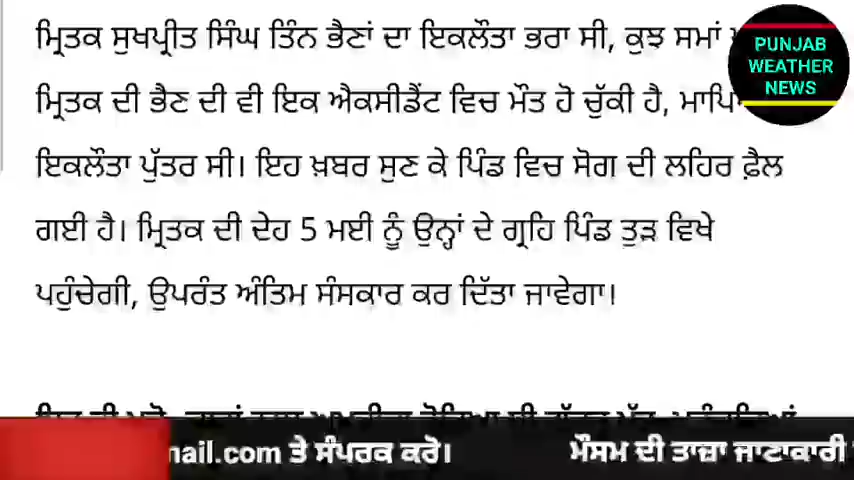 ਮ੍ਰਿਤਕ ਸੁਖਪ੍ਰੀਤ ਸਿੰਘ ਤਿੰਨ ਭੈਣਾਂ ਦਾ ਇਕਲੌਤਾ ਭਰਾ ਸੀ, ਕੁਝ ਸਮਾਂ
PUNJAB
WEATHER
NEWS
ਮ੍ਰਿਤਕ ਦੀ ਭੈਣ ਦੀ ਵੀ ਇਕ ਐਕਸੀਡੈਂਟ ਵਿਚ ਮੌਤ ਹੋ ਚੁੱਕੀ ਹੈ,
ਇਕਲੌਤਾ ਪੁੱਤਰ ਸੀ। ਇਹ ਖ਼ਬਰ ਸੁਣ ਕੇ ਪਿੰਡ ਵਿਚ ਸੋਗ ਦੀ ਲਹਿਰ ਫ਼ੈਲ
ਗਈ ਹੈ। ਮ੍ਰਿਤਕ ਦੀ ਦੇਹ 5 ਮਈ ਨੂੰ ਉਨ੍ਹਾਂ ਦੇ ਗ੍ਰਹਿ ਪਿੰਡ ਤੁੜ ਵਿਖੇ
ਪਹੁੰਚੇਗੀ, ਉਪਰੰਤ ਅੰਤਿਮ ਸੰਸਕਾਰ ਕਰ ਦਿੱਤਾ ਜਾਵੇਗਾ।
nail.com ਤੇ ਸੰਪਰਕ ਕਰੋ। ਮੌਸਮ ਦੀ ਤਾਜ਼ਾ ਜਾਣਕਾਰੀ